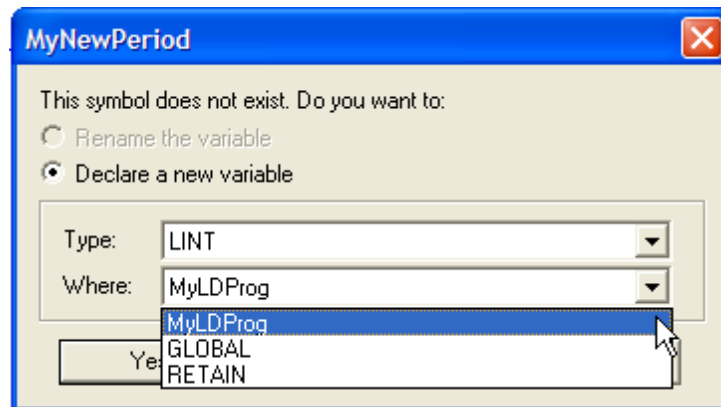 MyNewPeriod
This symbol does not exist. Do you want to:
Rename the variable
Declare a new variable
Type: LINT
Where: MyLDProg
MyLDProg
GLOBAL
RETAIN
Yes